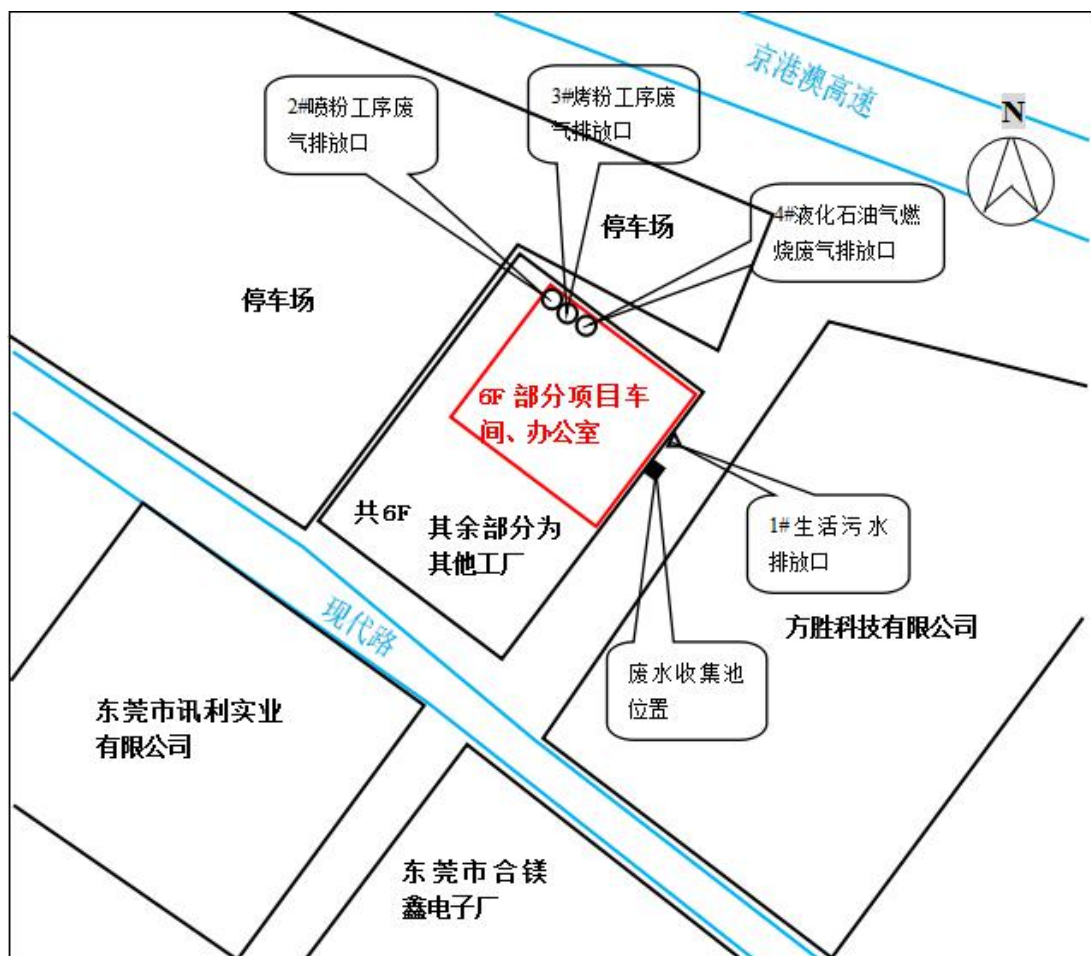 京港澳高速
N
2#喷粉工序废
气排放口
3#烤粉工序废
气排放口
4#液化石油气燃
烧废气排放口
停车场
停车场
6F 部分项目车
间、办公室
共6F
其余部分为
其他工厂
1#生活污水
排放口
方胜科技有限公司
现代路
废水收集池
位置
东莞市讯利实业
有限公司
东莞市合镁
鑫电子厂